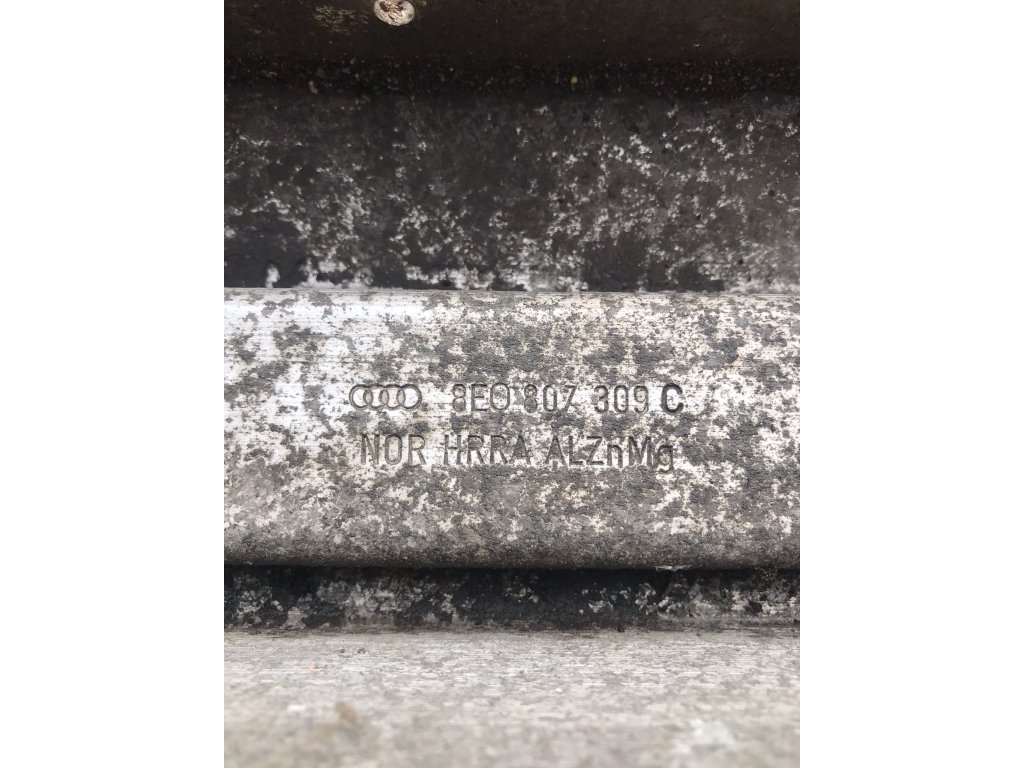 8E0 807 309 C
NOR HRRA ALZnMg